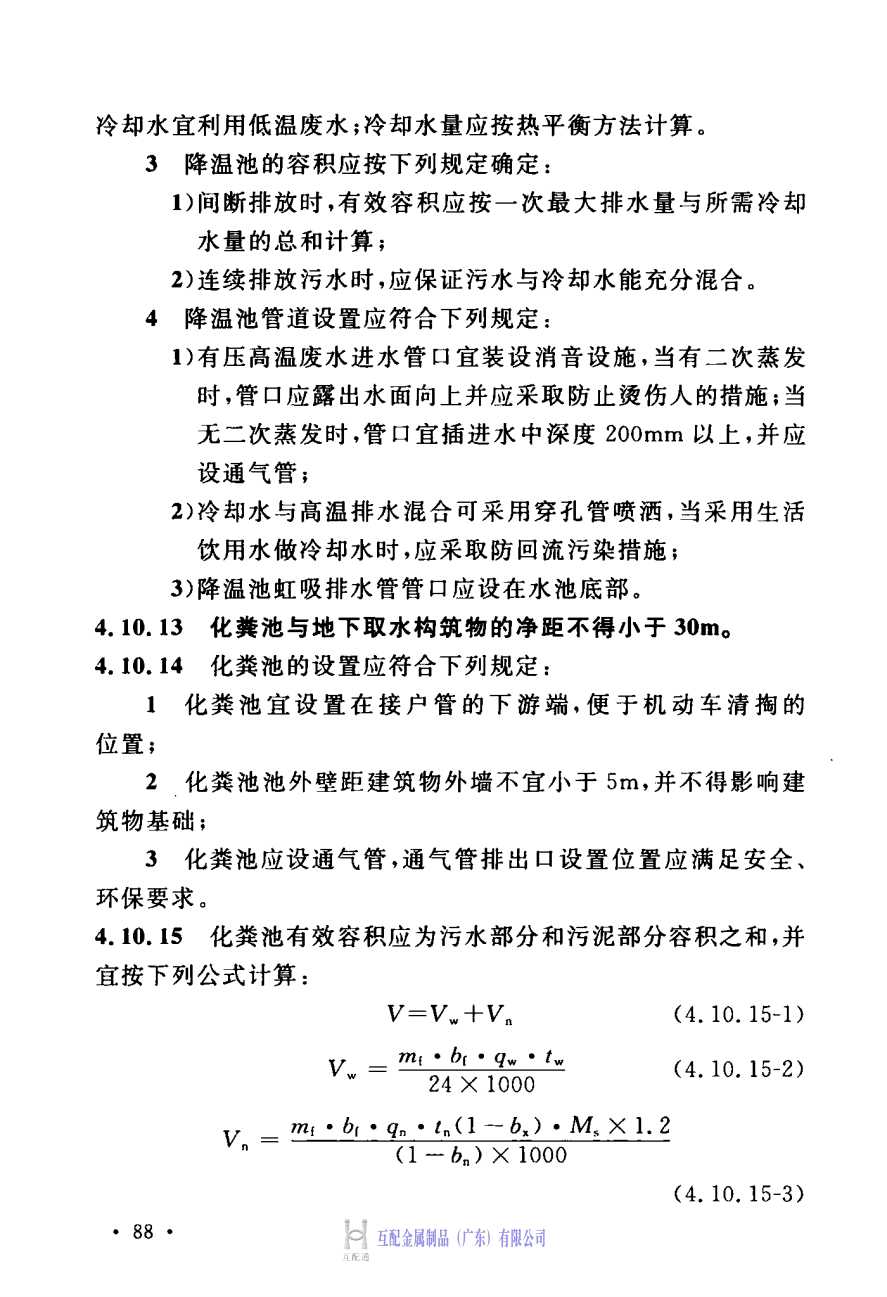 冷却水宜利用低温废水;冷却水量应按热平衡方法计算。
3 降温池的容积应按下列规定确定:
1)间断排放时,有效容积应按一次最大排水量与所需冷却
水量的总和计算;
2)连续排放污水时,应保证污水与冷却水能充分混合。
4 降温池管道设置应符合下列规定:
1)有压高温废水进水管口宜装设消音设施,当有二次蒸发
时,管口应露出水面向上并应采取防止烫伤人的措施;当
无二次蒸发时,管口宜插进水中深度 200mm 以上,并应
设通气管;
2)冷却水与高温排水混合可采用穿孔管喷洒,当采用生活
饮用水做冷却水时,应采取防回流污染措施;
3)降温池虹吸排水管管口应设在水池底部。
4.10.13 化粪池与地下取水构筑物的净距不得小于 30m。
4.10.14 化粪池的设置应符合下列规定:
1 化粪池宜设置在接户管的下游端,便于机动车清掏的
位置;
2 化粪池池外壁距建筑物外墙不宜小于 5m,并不得影响建
筑物基础;
3 化粪池应设通气管,通气管排出口设置位置应满足安全、
环保要求。
4.10.15 化粪池有效容积应为污水部分和污泥部分容积之和,并
宜按下列公式计算:
V=V_w+V_n (4.10.15-1)
V_w = m_f·b_f·q_w·t_w / 24×1000 (4.10.15-2)
V_n = m_f·b_f·q_n·t_n(1-b_x)·M_s×1.2 / (1-b_n)×1000
(4.10.15-3)
·88·
互配通
互配金属制品(广东)有限公司